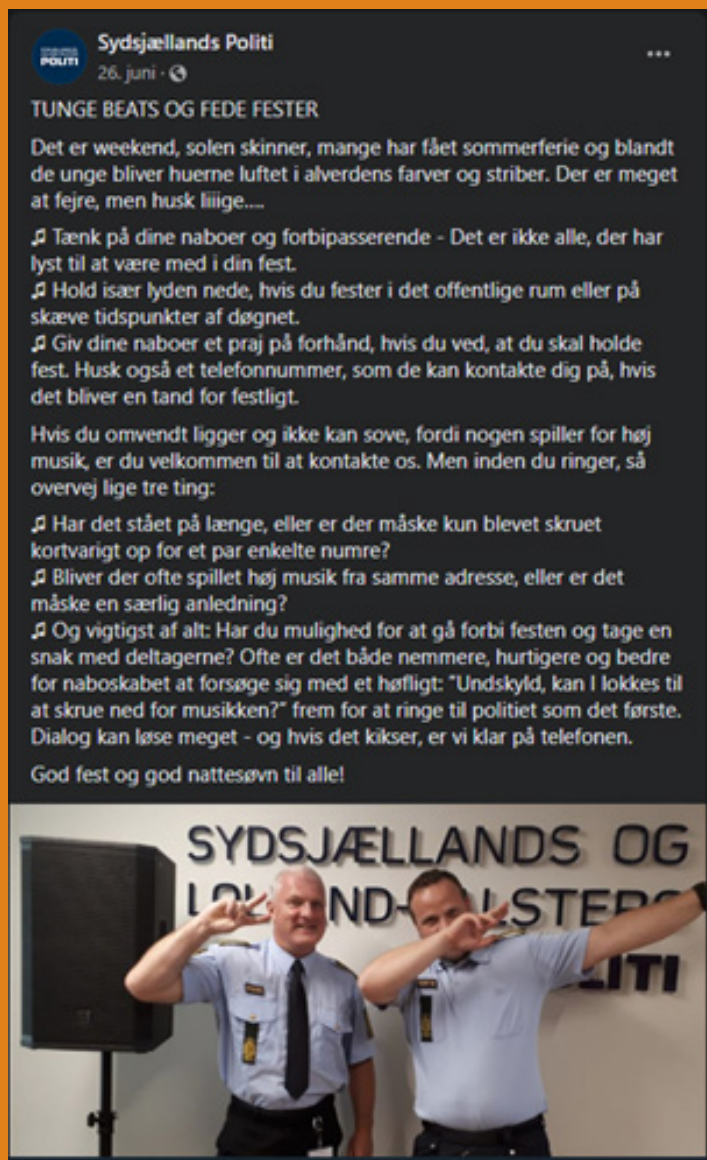 Sydsjællands Politi
26. juni ·
POLITI
TUNGE BEATS OG FEDE FESTER
Det er weekend, solen skinner, mange har fået sommerferie og blandt
de unge bliver huerne luftet i alverdens farver og striber. Der er meget
at fejre, men husk liiige....
♫ Tænk på dine naboer og forbipasserende - Det er ikke alle, der har
lyst til at være med i din fest.
♫ Hold især lyden nede, hvis du fester i det offentlige rum eller på
skæve tidspunkter af døgnet.
♫ Giv dine naboer et praj på forhånd, hvis du ved, at du skal holde
fest. Husk også et telefonnummer, som de kan kontakte dig på, hvis
det bliver en tand for festligt.
Hvis du omvendt ligger og ikke kan sove, fordi nogen spiller for høj
musik, er du velkommen til at kontakte os. Men inden du ringer, så
overvej lige tre ting:
♫ Har det stået på længe, eller er der måske kun blevet skruet
kortvarigt op for et par enkelte numre?
♫ Bliver der ofte spillet høj musik fra samme adresse, eller er det
måske en særlig anledning?
♫ Og vigtigst af alt: Har du mulighed for at gå forbi festen og tage en
snak med deltagerne? Ofte er det både nemmere, hurtigere og bedre
for naboskabet at forsøge sig med et høfligt: "Undskyld, kan I lokkes til
at skrue ned for musikken?" frem for at ringe til politiet som det første.
Dialog kan løse meget - og hvis det kikser, er vi klar på telefonen.
God fest og god nattesøvn til alle!
SYDSJÆLLANDS OG